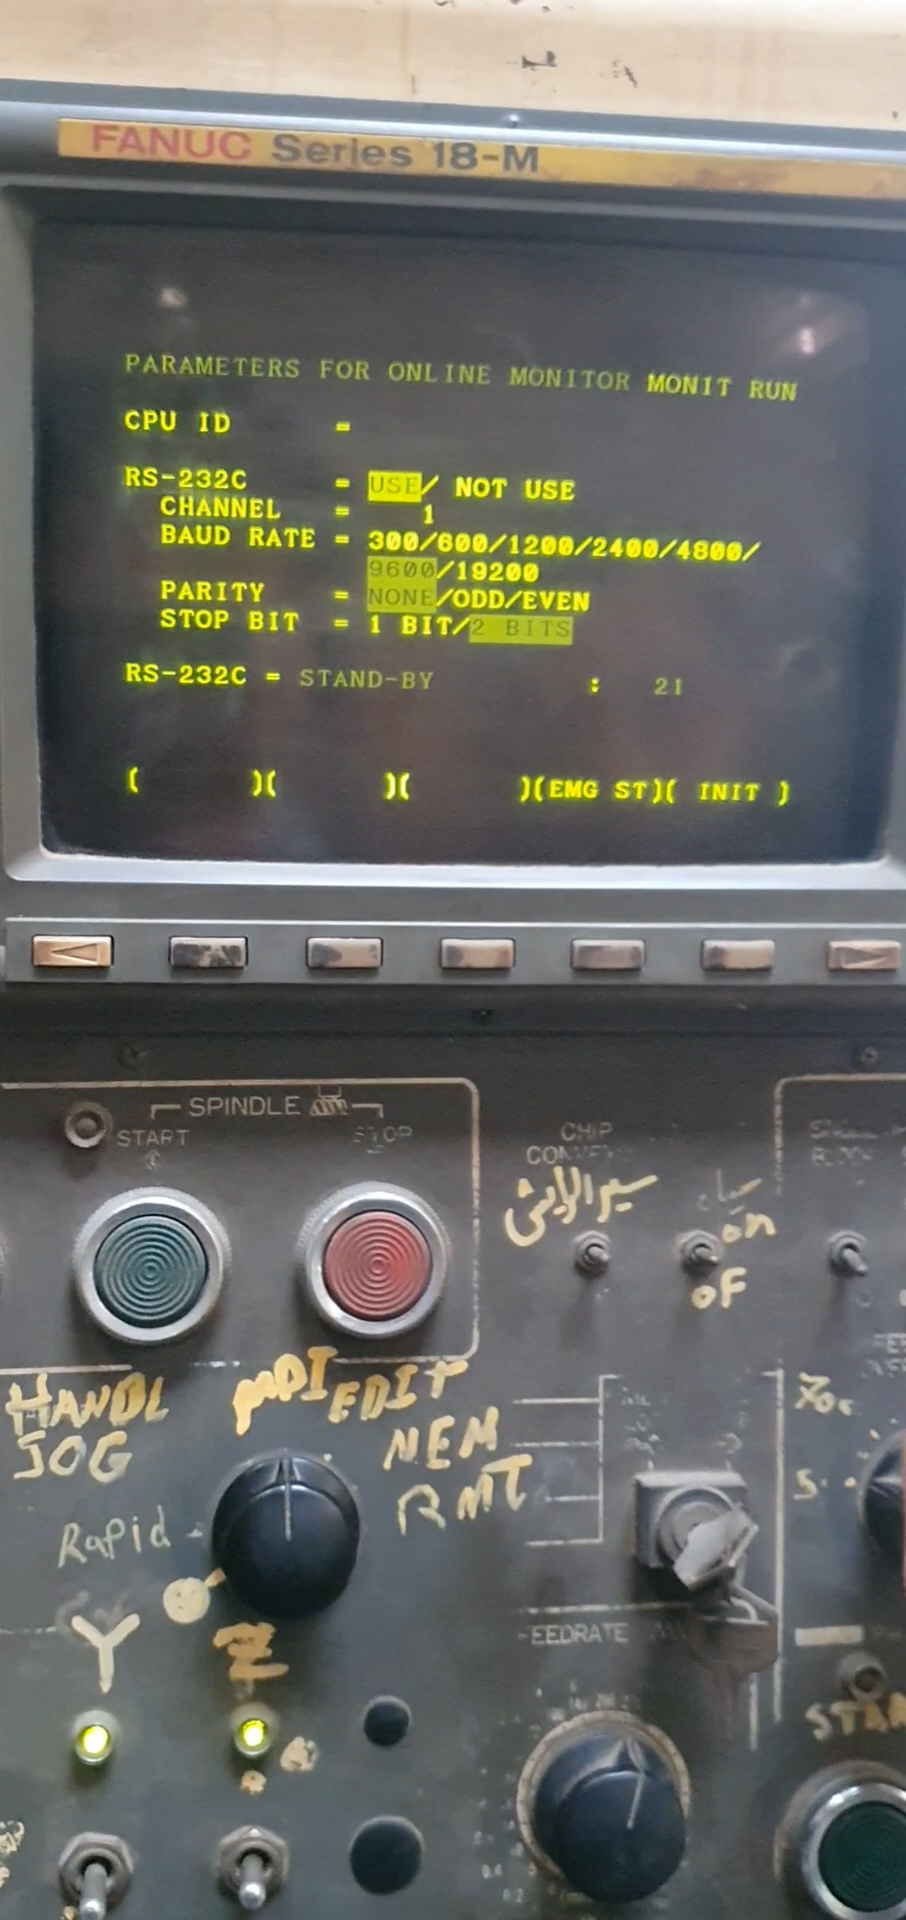 FANUC Series 18-M
PARAMETERS FOR ONLINE MONITOR MONIT RUN
CPU ID =
RS-232C = USE/ NOT USE
CHANNEL = 1
BAUD RATE = 300/600/1200/2400/4800/
9600/19200
PARITY = NONE/ODD/EVEN
STOP BIT = 1 BIT/2 BITS
RS-232C = STAND-BY : 21
( )( )( )(EMG ST)( INIT )
SPINDLE
START
STOP
CHIP
سير الرايش
on
oF
HANDL
JOG
MDI
EDIT
MEM
RMT
Rapid
Y
Z
EEDRATE